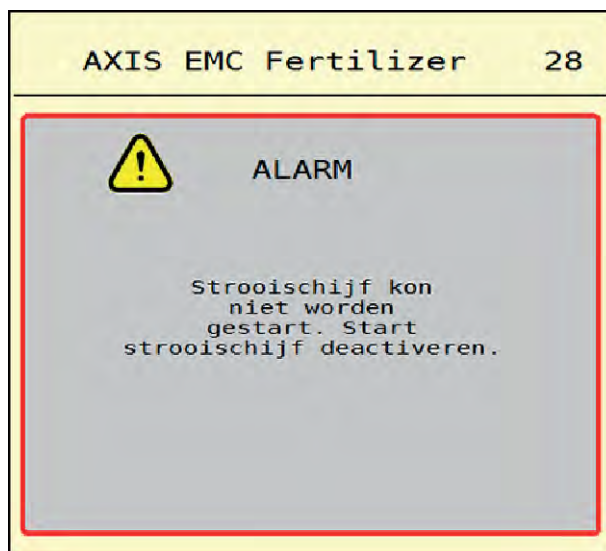 AXIS EMC Fertilizer 28
ALARM
Strooischijf kon
niet worden
gestart. Start
strooischijf deactiveren.